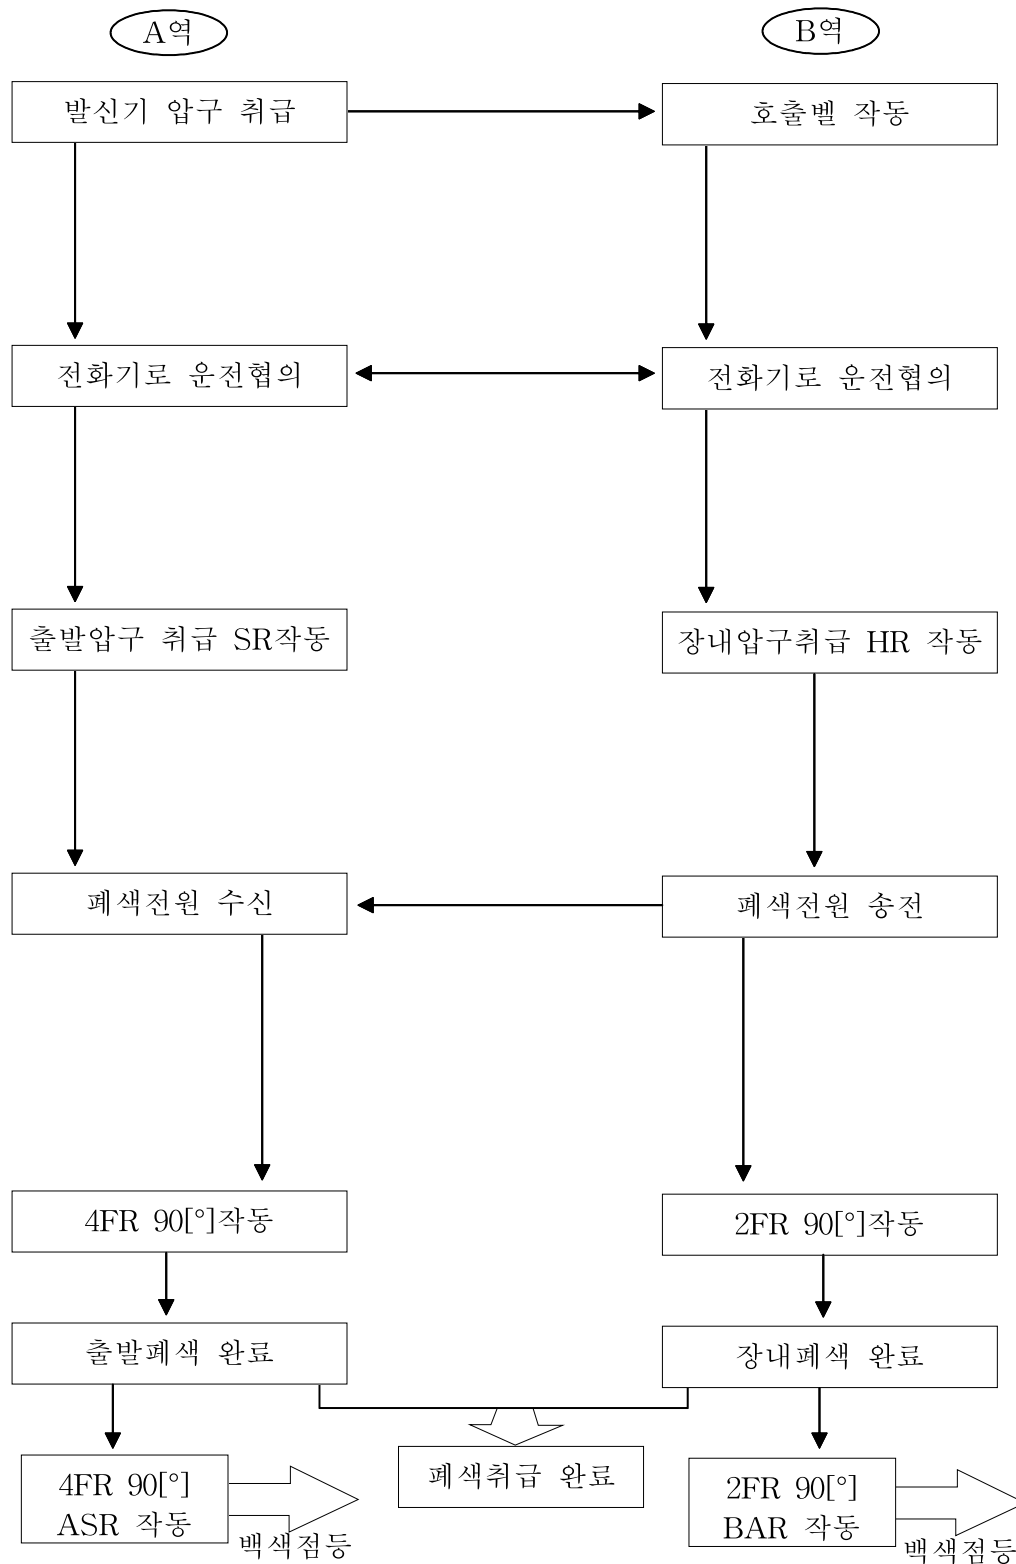 A역
B역
발신기 압구 취급
호출벨 작동
전화기로 운전협의
전화기로 운전협의
출발압구 취급 SR작동
장내압구취급 HR 작동
폐색전원 수신
폐색전원 송전
4FR 90[°]작동
2FR 90[°]작동
출발폐색 완료
장내폐색 완료
4FR 90[°]
ASR 작동
백색점등
폐색취급 완료
2FR 90[°]
BAR 작동
백색점등